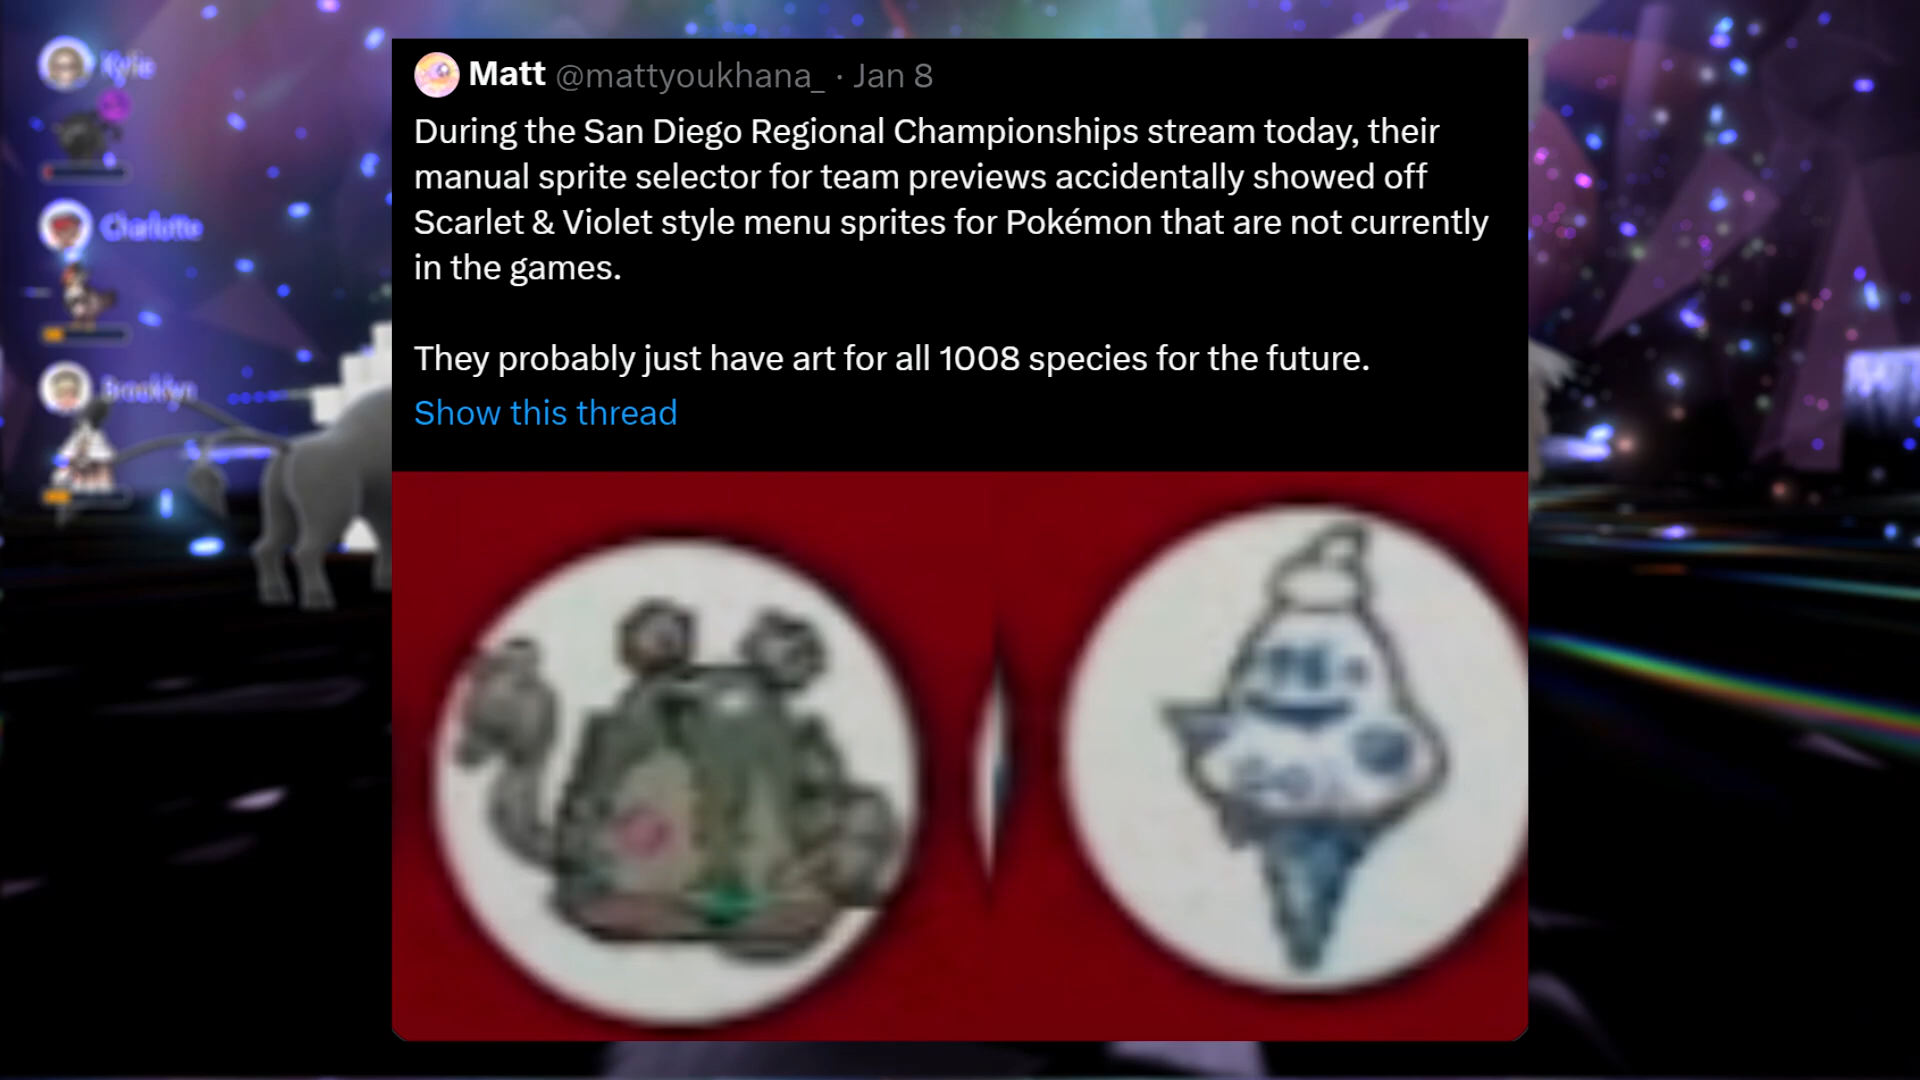 Kylie
Charlotte
Brooklyn
Matt @mattyoukhana_ · Jan 8
During the San Diego Regional Championships stream today, their
manual sprite selector for team previews accidentally showed off
Scarlet & Violet style menu sprites for Pokémon that are not currently
in the games.
They probably just have art for all 1008 species for the future.
Show this thread